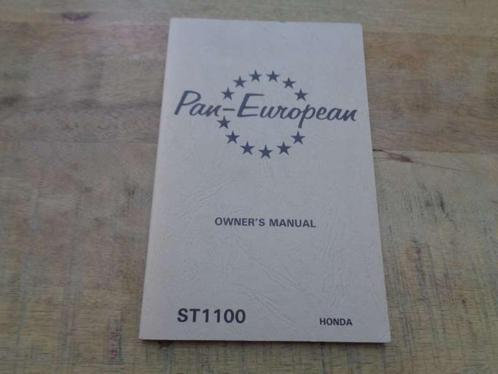 Pan-European
OWNER'S MANUAL
ST1100
HONDA